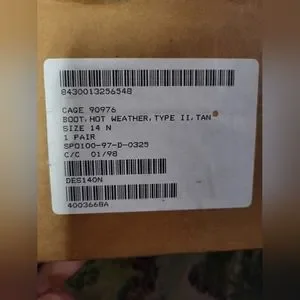 8430013256548
CAGE 90976
BOOT,HOT WEATHER,TYPE II,TAN
SIZE 14 N
1 PAIR
SPO100-97-D-0325
C/C 01/98
DES140N
4003668A